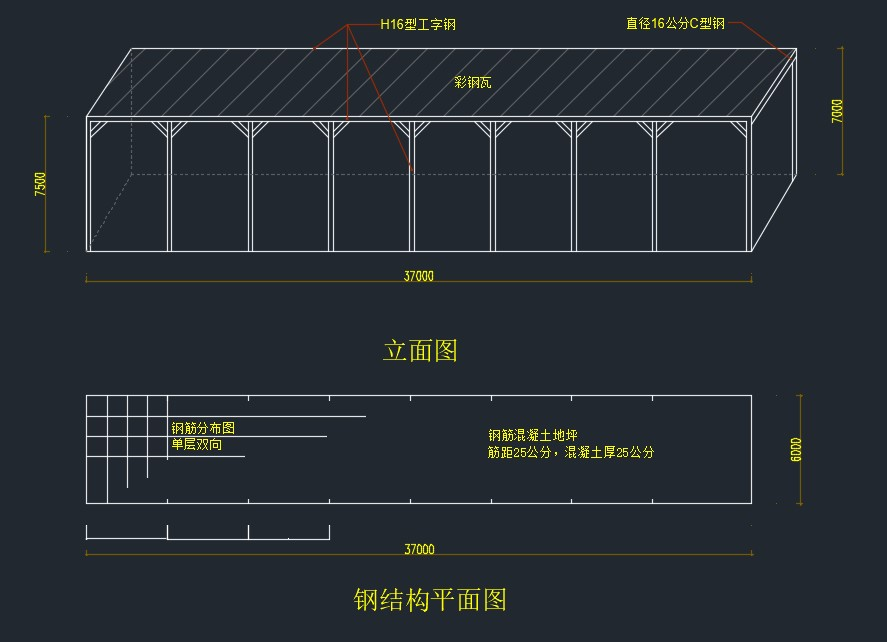 H16型工字钢
直径16公分C型钢
彩钢瓦
7000
7500
37000
立面图
钢筋分布图
单层双向
钢筋混凝土地坪
筋距25公分，混凝土厚25公分
6000
37000
钢结构平面图